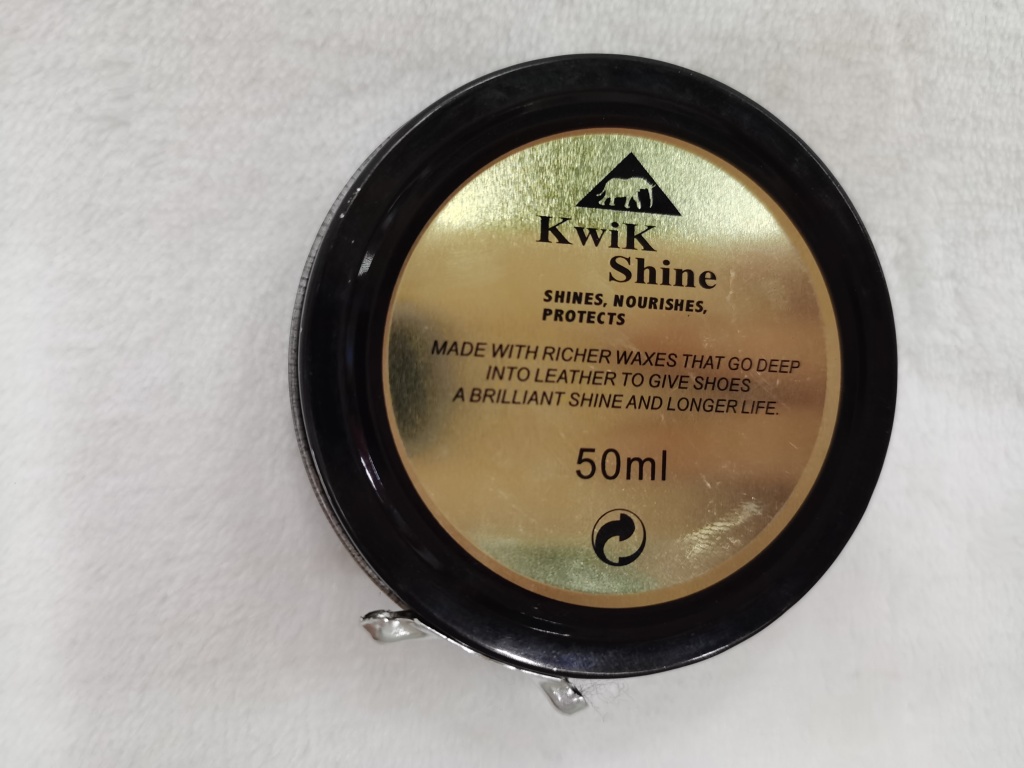 KwiK
Shine
SHINES, NOURISHES,
PROTECTS
MADE WITH RICHER WAXES THAT GO DEEP
INTO LEATHER TO GIVE SHOES
A BRILLIANT SHINE AND LONGER LIFE.
50ml